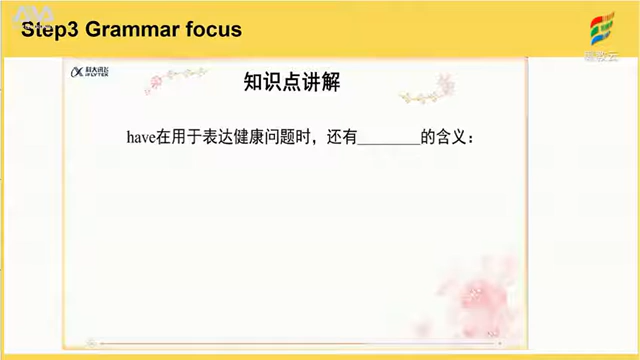 AVA
Step3 Grammar focus
科大讯飞
iFLYTEK
知识点讲解
have在用于表达健康问题时，还有_______的含义：